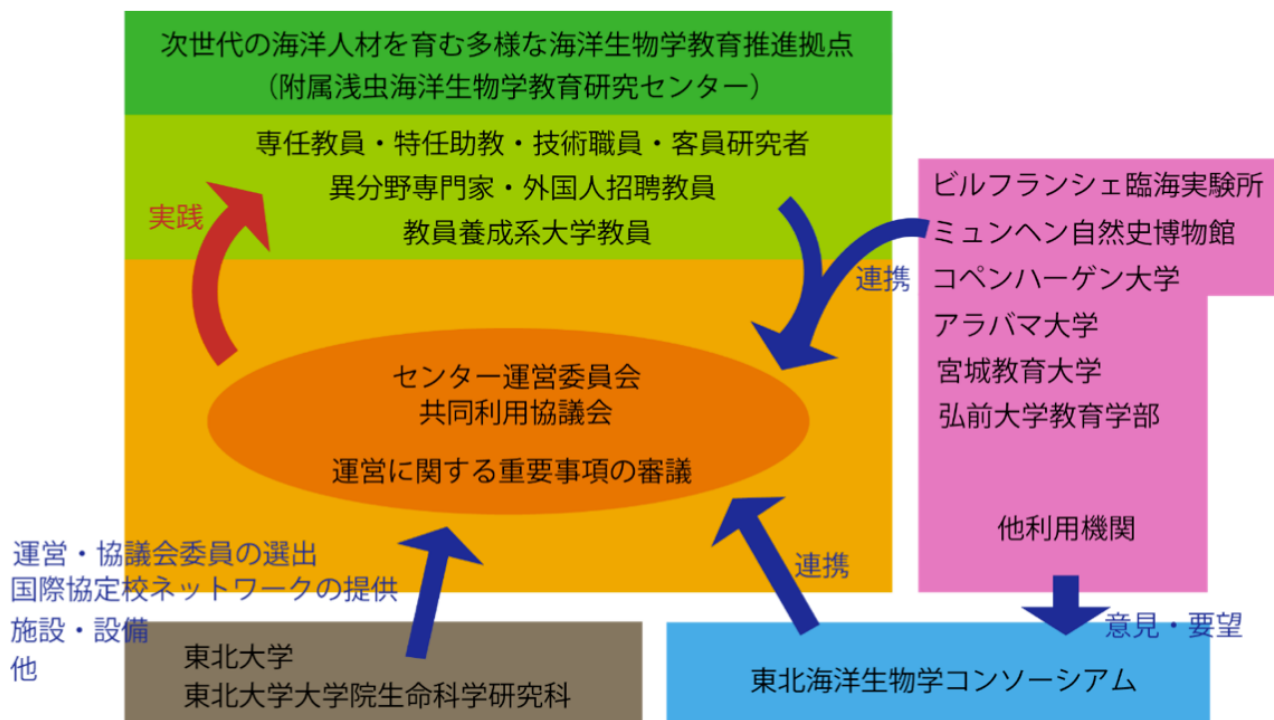 次世代の海洋人材を育む多様な海洋生物学教育推進拠点
（附属浅虫海洋生物学教育研究センター）
専任教員・特任助教・技術職員・客員研究者
異分野専門家・外国人招聘教員
教員養成系大学教員
実践
連携
ビルフランシェ臨海実験所
ミュンヘン自然史博物館
コペンハーゲン大学
アラバマ大学
宮城教育大学
弘前大学教育学部
他利用機関
センター運営委員会
共同利用協議会
運営に関する重要事項の審議
運営・協議会委員の選出
国際協定校ネットワークの提供
施設・設備
他
連携
意見・要望
東北大学
東北大学大学院生命科学研究科
東北海洋生物学コンソーシアム